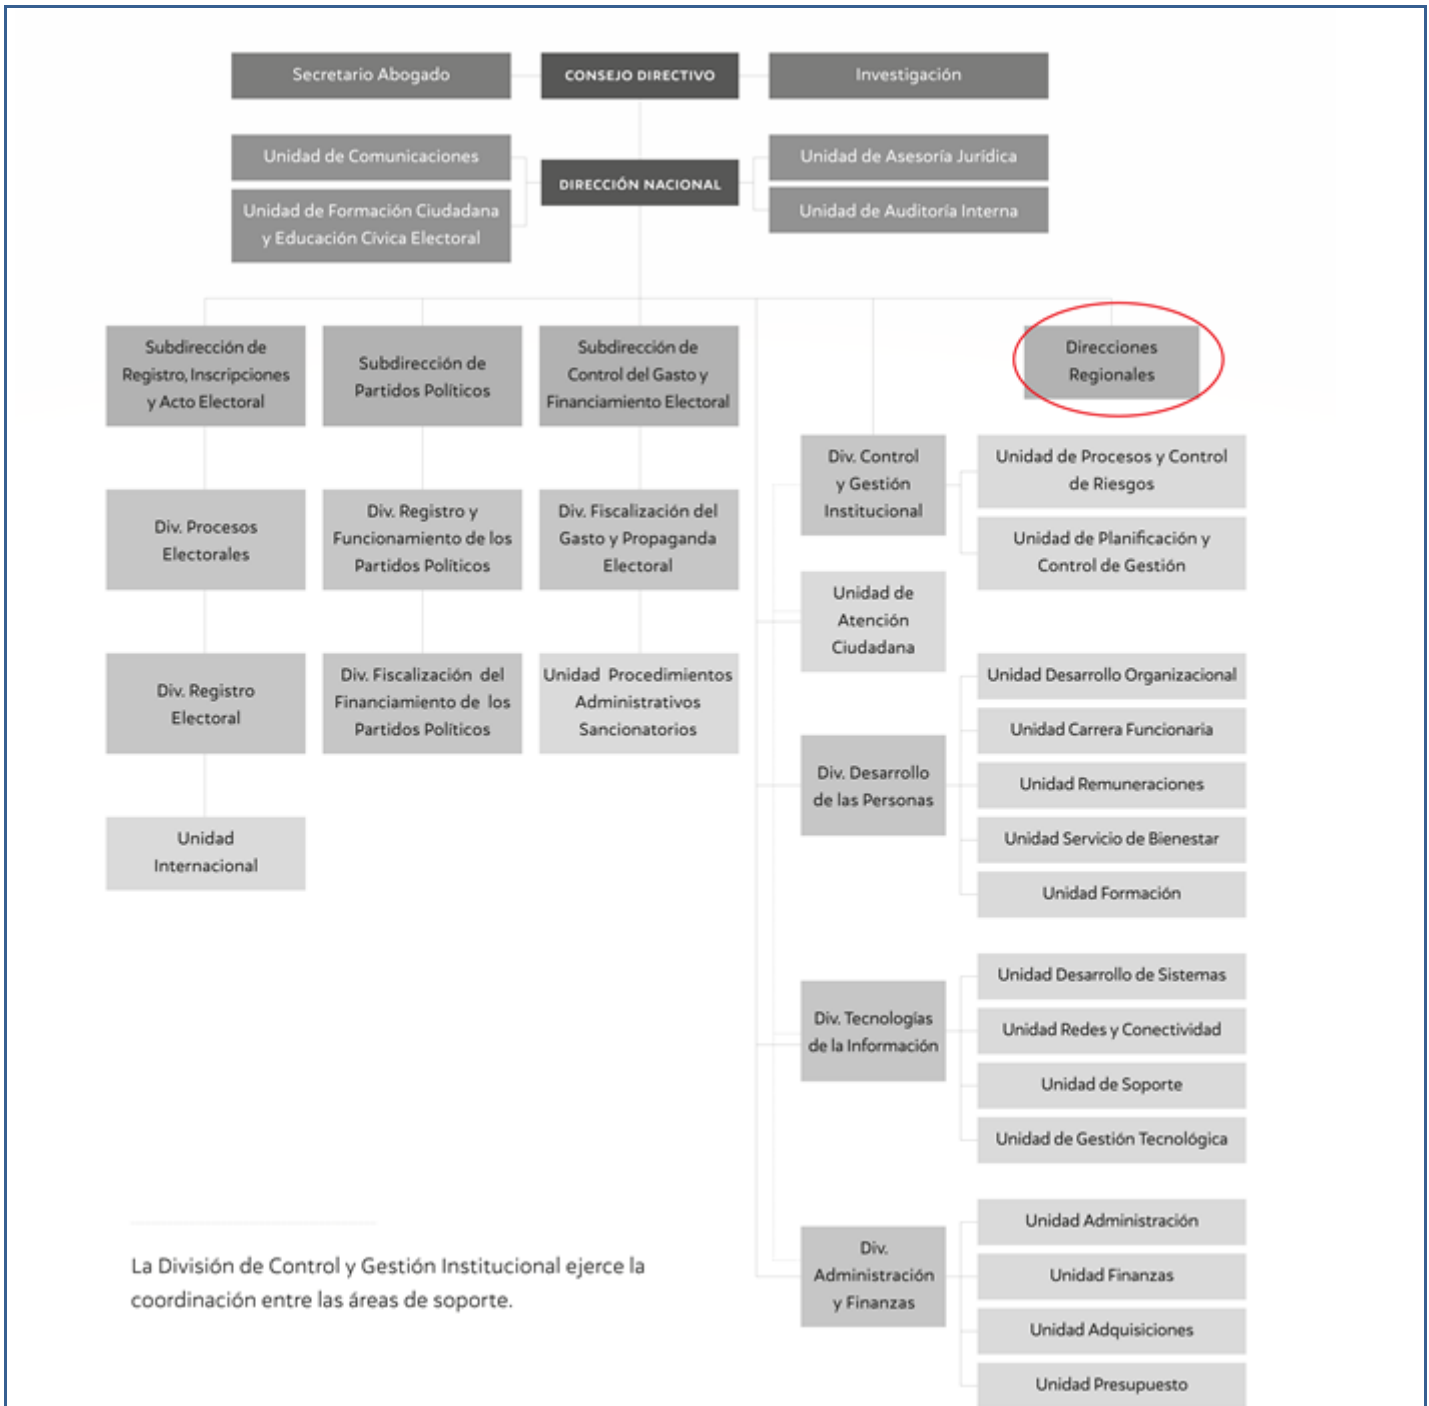 Secretario Abogado
CONSEJO DIRECTIVO
Investigación
Unidad de Comunicaciones
Unidad de Formación Ciudadana
y Educación Cívica Electoral
DIRECCIÓN NACIONAL
Unidad de Asesoría Jurídica
Unidad de Auditoría Interna
Subdirección de
Registro, Inscripciones
y Acto Electoral
Subdirección de
Partidos Políticos
Subdirección de
Control del Gasto y
Financiamiento Electoral
Direcciones
Regionales
Div. Procesos
Electorales
Div. Registro y
Funcionamiento de los
Partidos Políticos
Div. Fiscalización del
Gasto y Propaganda
Electoral
Div. Control
y Gestión
Institucional
Unidad de Procesos y Control
de Riesgos
Unidad de Planificación y
Control de Gestión
Unidad de
Atención
Ciudadana
Div. Registro
Electoral
Div. Fiscalización del
Financiamiento de los
Partidos Políticos
Unidad Procedimientos
Administrativos
Sancionatorios
Unidad
Internacional
Div. Desarrollo
de las Personas
Unidad Desarrollo Organizacional
Unidad Carrera Funcionaria
Unidad Remuneraciones
Unidad Servicio de Bienestar
Unidad Formación
Div. Tecnologías
de la Información
Unidad Desarrollo de Sistemas
Unidad Redes y Conectividad
Unidad de Soporte
Unidad de Gestión Tecnológica
Div.
Administración
y Finanzas
Unidad Administración
Unidad Finanzas
Unidad Adquisiciones
Unidad Presupuesto
La División de Control y Gestión Institucional ejerce la
coordinación entre las áreas de soporte.